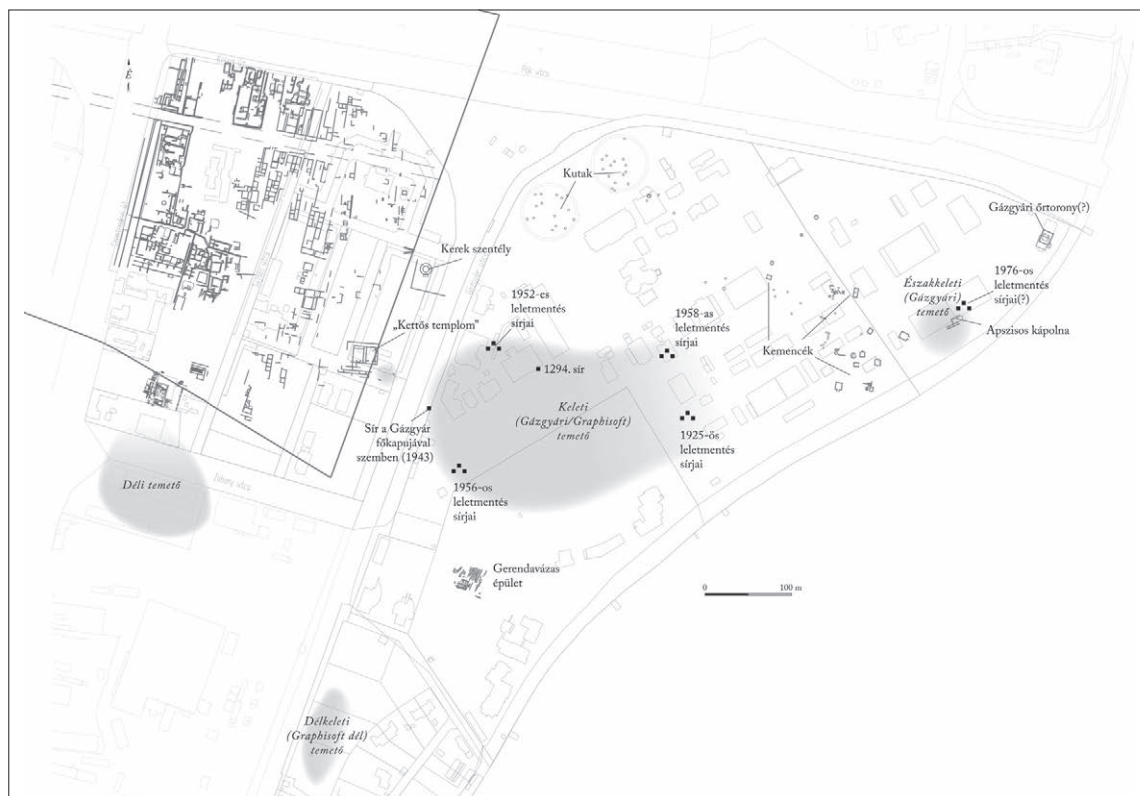 É
Kutak
Gázgyári őrtorony(?)
Kerek szentély
1952-es
leletmentés
sírjai
1976-os
leletmentés
sírjai(?)
Északkeleti
(Gázgyári)
temető
1958-as
leletmentés
sírjai
„Kettős templom"
Apszisos kápolna
Kemencék
1294. sír
Keleti
(Gázgyári/Graphisoft)
temető
Sír a Gázgyár
főkapujával
szemben (1943)
1925-ös
leletmentés
sírjai
Déli temető
1956-os
leletmentés
sírjai
Gerendavázas
épület
0 100 m
Délkeleti
(Graphisoft dél)
temető